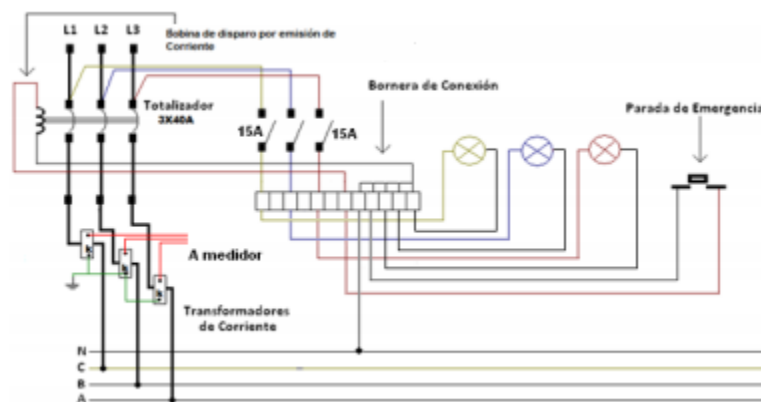 L1 L2 L3
Bobina de disparo por emisión de
Corriente
Totalizador
3X40A
15A
15A
Bornera de Conexión
Parada de Emergencia
A medidor
Transformadores
de Corriente
N
C
B
A